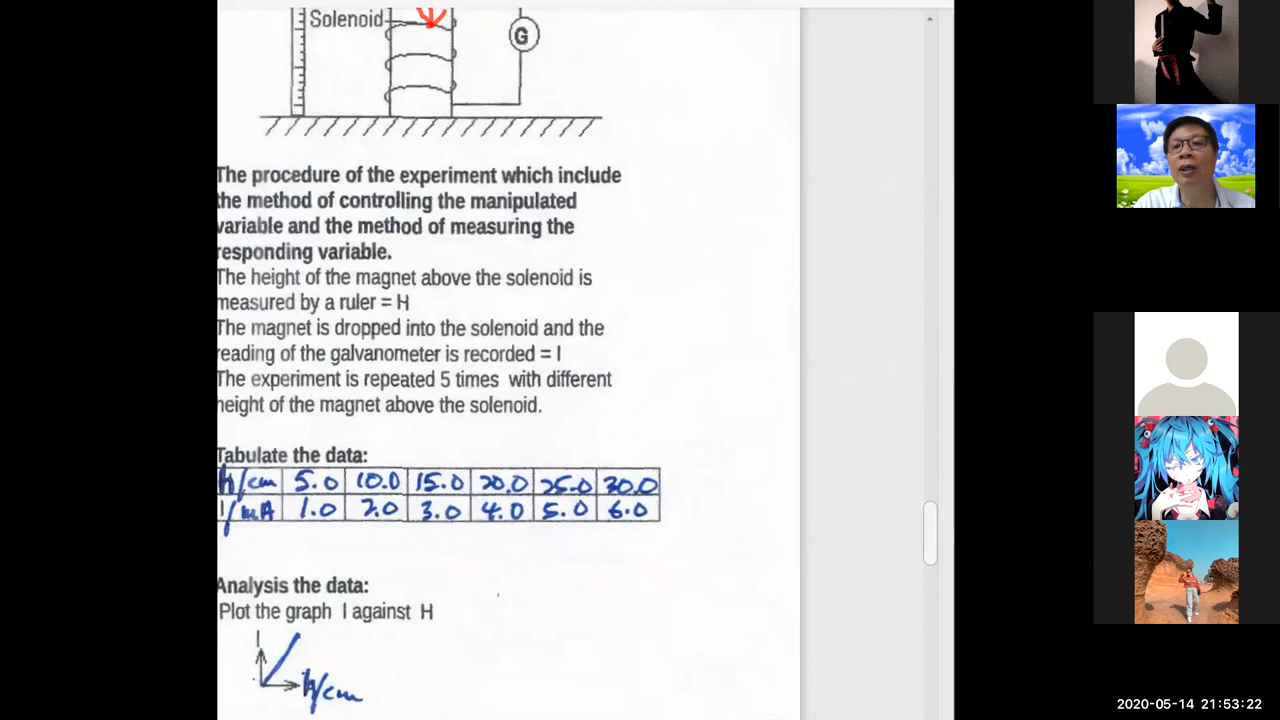 Solenoid
G
The procedure of the experiment which include
the method of controlling the manipulated
variable and the method of measuring the
responding variable.
The height of the magnet above the solenoid is
measured by a ruler = H
The magnet is dropped into the solenoid and the
reading of the galvanometer is recorded = I
The experiment is repeated 5 times with different
height of the magnet above the solenoid.
Tabulate the data:
h/cm 5.0 10.0 15.0 20.0 25.0 30.0
I/mA 1.0 2.0 3.0 4.0 5.0 6.0
Analysis the data:
Plot the graph I against H
I
h/cm
2020-05-14 21:53:22